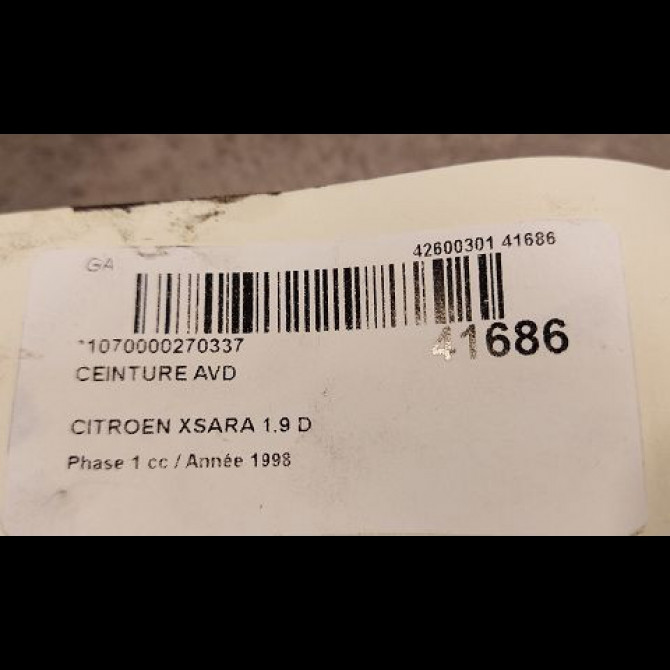 GA
42600301 41686
*1070000270337
41686
CEINTURE AVD
CITROEN XSARA 1.9 D
Phase 1 cc / Année 1998